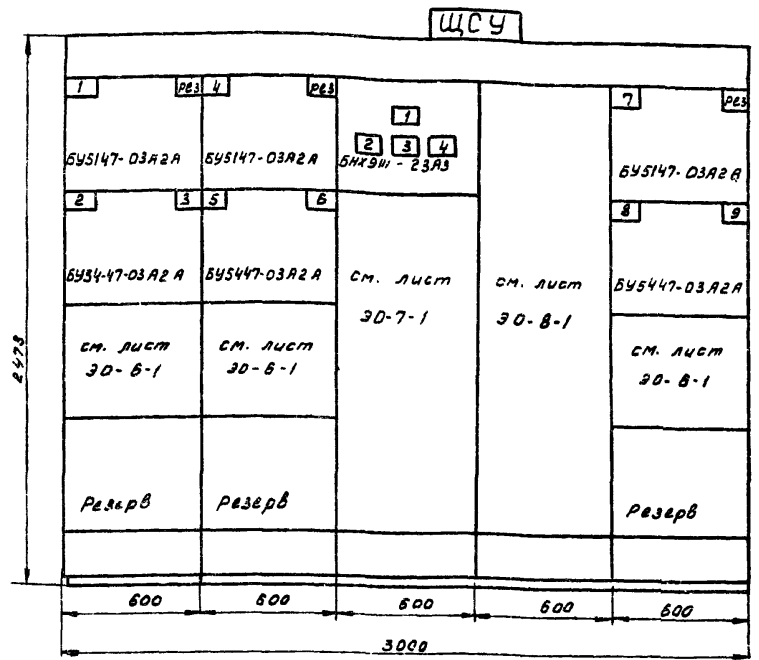 ЩСУ
1 рез 4 рез
7 рез
1
2 3 4
БУ5147-03А2А БУ5147-03А2А
БУ5147-03А2А
2 3 5 6
8 9
БУ34-47-03А2А БУ5447-03А2А
см. лист
ЭО-7-1
см. лист
ЭО-8-1
БУ5447-03А2А
см. лист
ЭО-6-1
см. лист
ЭО-6-1
см. лист
ЭО-8-1
2473
Резерв Резерв
Резерв
600 600 600 600 600
3000